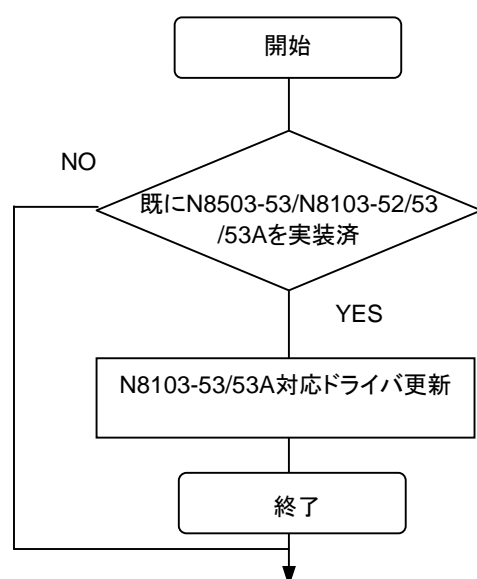 開始
NO
既にN8503-53/N8103-52/53
/53Aを実装済
YES
N8103-53/53A対応ドライバ更新
終了